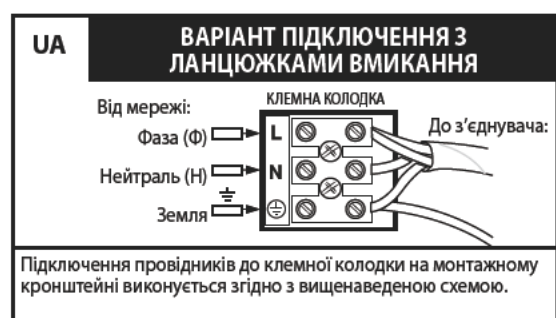 UA
ВАРІАНТ ПІДКЛЮЧЕННЯ З
ЛАНЦЮЖКАМИ ВМИКАННЯ
Від мережі:
КЛЕМНА КОЛОДКА
Фаза (Ф)
L
До з’єднувача:
Нейтраль (Н)
N
Земля
Підключення провідників до клемної колодки на монтажному
кронштейні виконується згідно з вищенаведеною схемою.